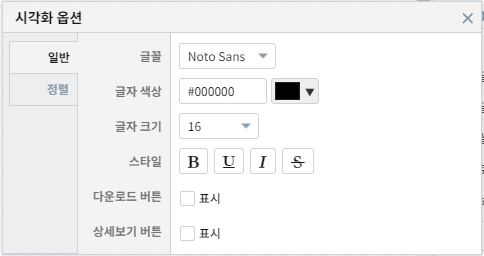 시각화 옵션
일반
정렬
글꼴 Noto Sans
글자 색상 #000000
글자 크기 16
스타일 B U I S
다운로드 버튼 표시
상세보기 버튼 표시